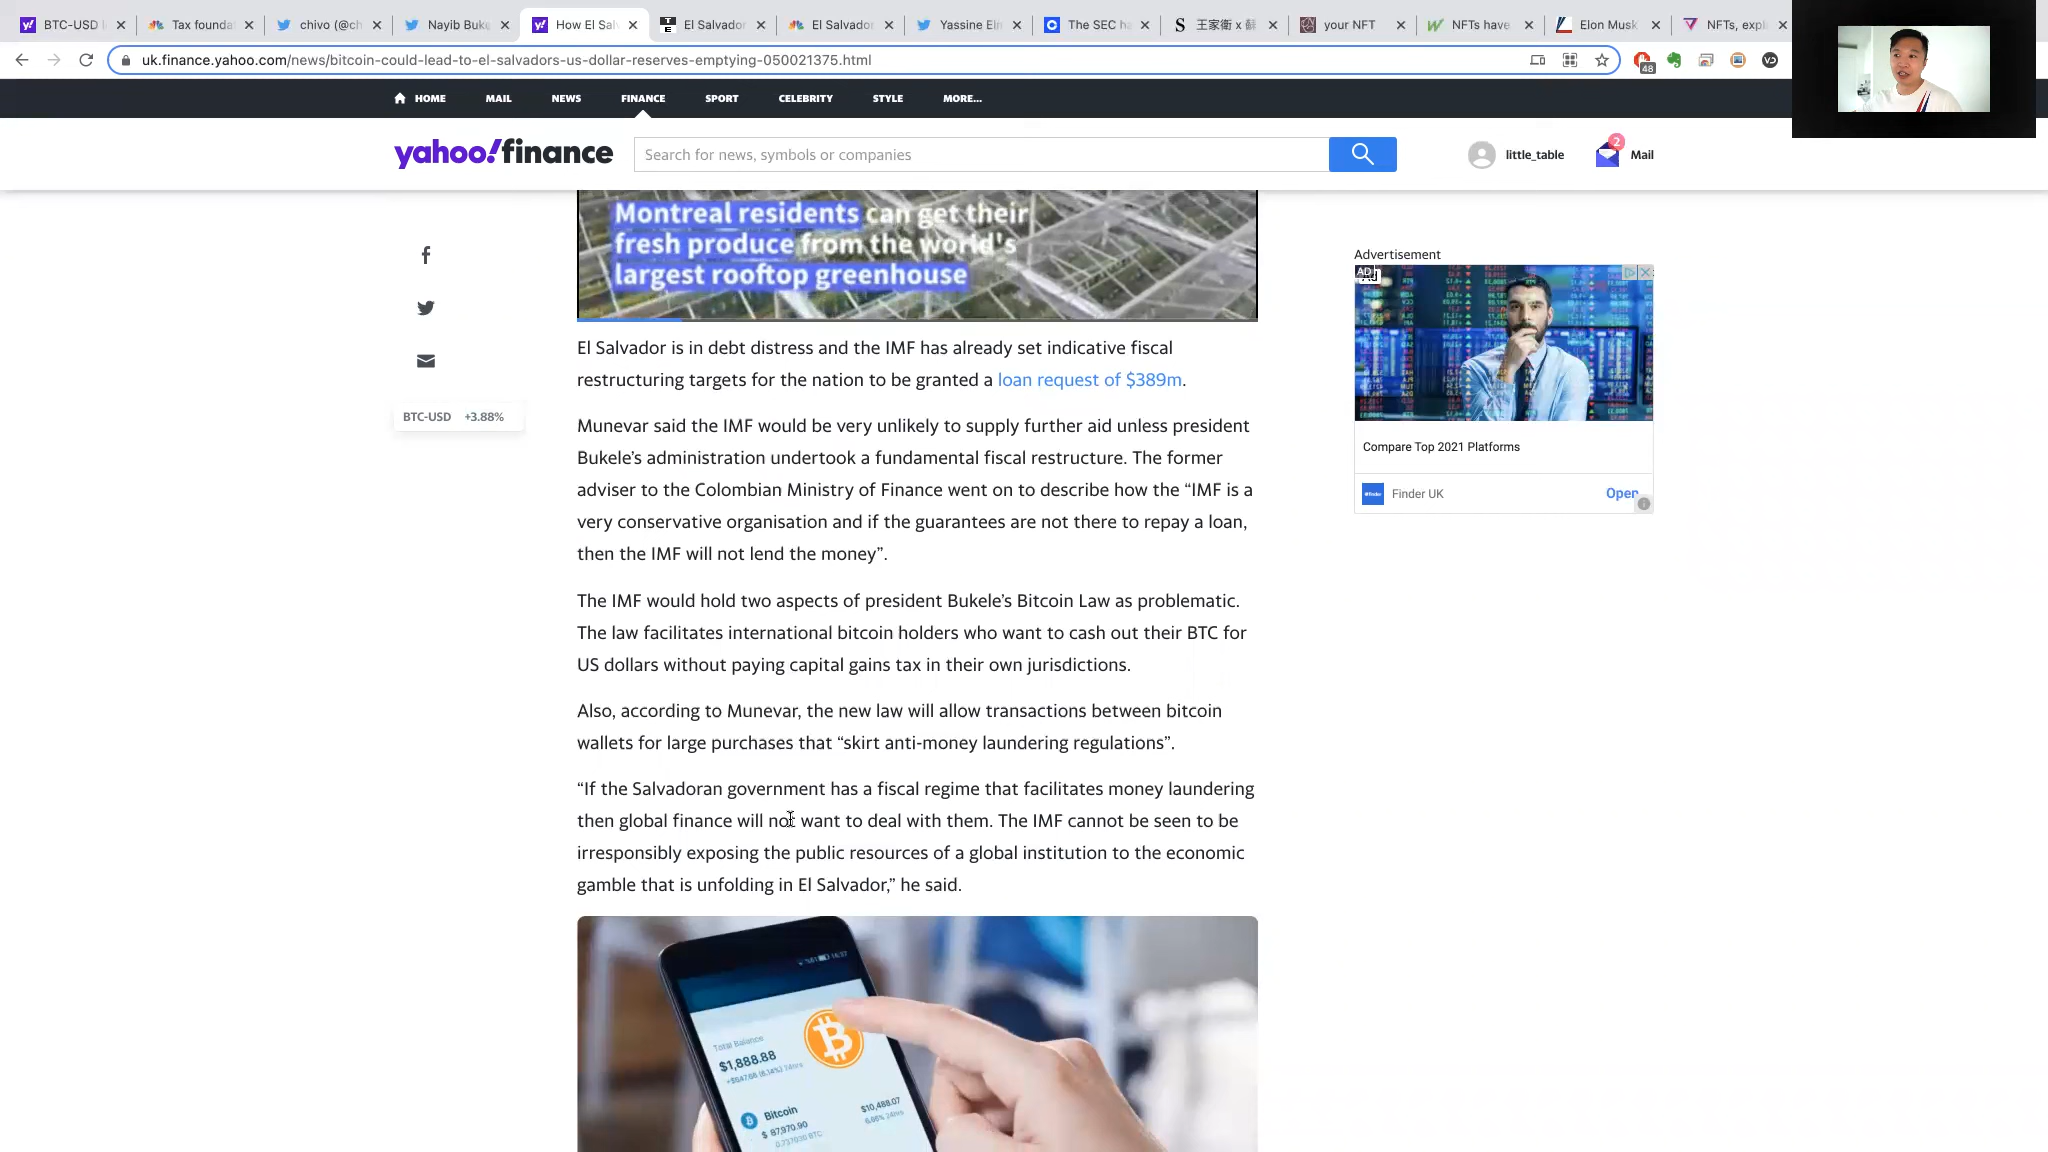 BTC-USD
Tax founda
chivo (@ch
Nayib Buke
How El Salv
El Salvador
El Salvador
Yassine Elm
The SEC ha
王家衛 x 蘇
your NFT
NFTs have
Elon Musk
NFTs, expl
uk.finance.yahoo.com/news/bitcoin-could-lead-to-el-salvadors-us-dollar-reserves-emptying-050021375.html
48
HOME MAIL NEWS FINANCE SPORT CELEBRITY STYLE MORE...
yahoo!finance
Search for news, symbols or companies
little_table
2
Mail
Montreal residents can get their
fresh produce from the world's
largest rooftop greenhouse
BTC-USD +3.88%
El Salvador is in debt distress and the IMF has already set indicative fiscal
restructuring targets for the nation to be granted a loan request of $389m.
Munevar said the IMF would be very unlikely to supply further aid unless president
Bukele’s administration undertook a fundamental fiscal restructure. The former
adviser to the Colombian Ministry of Finance went on to describe how the “IMF is a
very conservative organisation and if the guarantees are not there to repay a loan,
then the IMF will not lend the money”.
The IMF would hold two aspects of president Bukele’s Bitcoin Law as problematic.
The law facilitates international bitcoin holders who want to cash out their BTC for
US dollars without paying capital gains tax in their own jurisdictions.
Also, according to Munevar, the new law will allow transactions between bitcoin
wallets for large purchases that “skirt anti-money laundering regulations”.
“If the Salvadoran government has a fiscal regime that facilitates money laundering
then global finance will not want to deal with them. The IMF cannot be seen to be
irresponsibly exposing the public resources of a global institution to the economic
gamble that is unfolding in El Salvador,” he said.
Total Balance
$1,888.88
Bitcoin
$ 87,970.90
$10,488.07
Advertisement
AD
Compare Top 2021 Platforms
Finder UK
Open